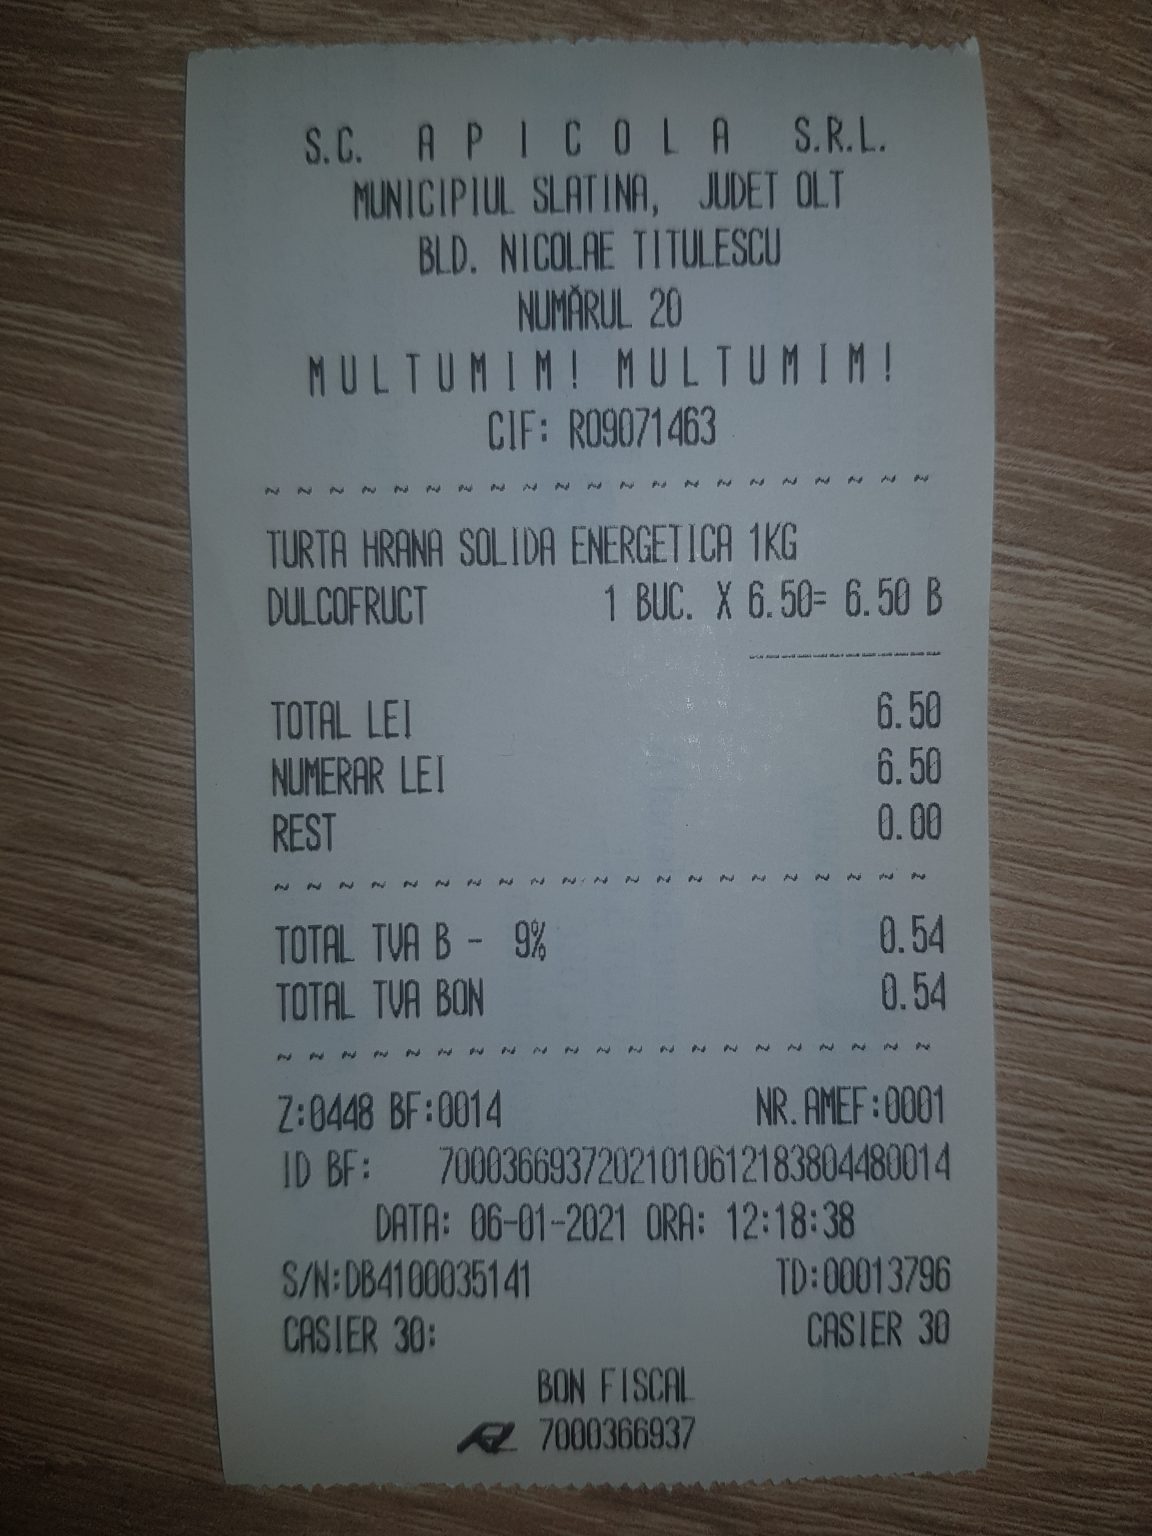 S.C. A P I C O L A S.R.L.
MUNICIPIUL SLATINA, JUDET OLT
BLD. NICOLAE TITULESCU
NUMĂRUL 20
M U L T U M I M ! M U L T U M I M !
CIF: RO9071463
~ ~ ~ ~ ~ ~ ~ ~ ~ ~ ~ ~ ~ ~ ~ ~ ~ ~ ~ ~ ~
TURTA HRANA SOLIDA ENERGETICA 1KG
DULCOFRUCT 1 BUC. X 6.50= 6.50 B
TOTAL LEI 6.50
NUMERAR LEI 6.50
REST 0.00
~ ~ ~ ~ ~ ~ ~ ~ ~ ~ ~ ~ ~ ~ ~ ~ ~ ~ ~ ~ ~
TOTAL TVA B - 9% 0.54
TOTAL TVA BON 0.54
~ ~ ~ ~ ~ ~ ~ ~ ~ ~ ~ ~ ~ ~ ~ ~ ~ ~ ~ ~ ~
Z:0448 BF:0014 NR.AMEF:0001
ID BF: 70003669372021010612183804480014
DATA: 06-01-2021 ORA: 12:18:38
S/N:DB4100035141 TD:00013796
CASIER 30: CASIER 30
BON FISCAL
7000366937